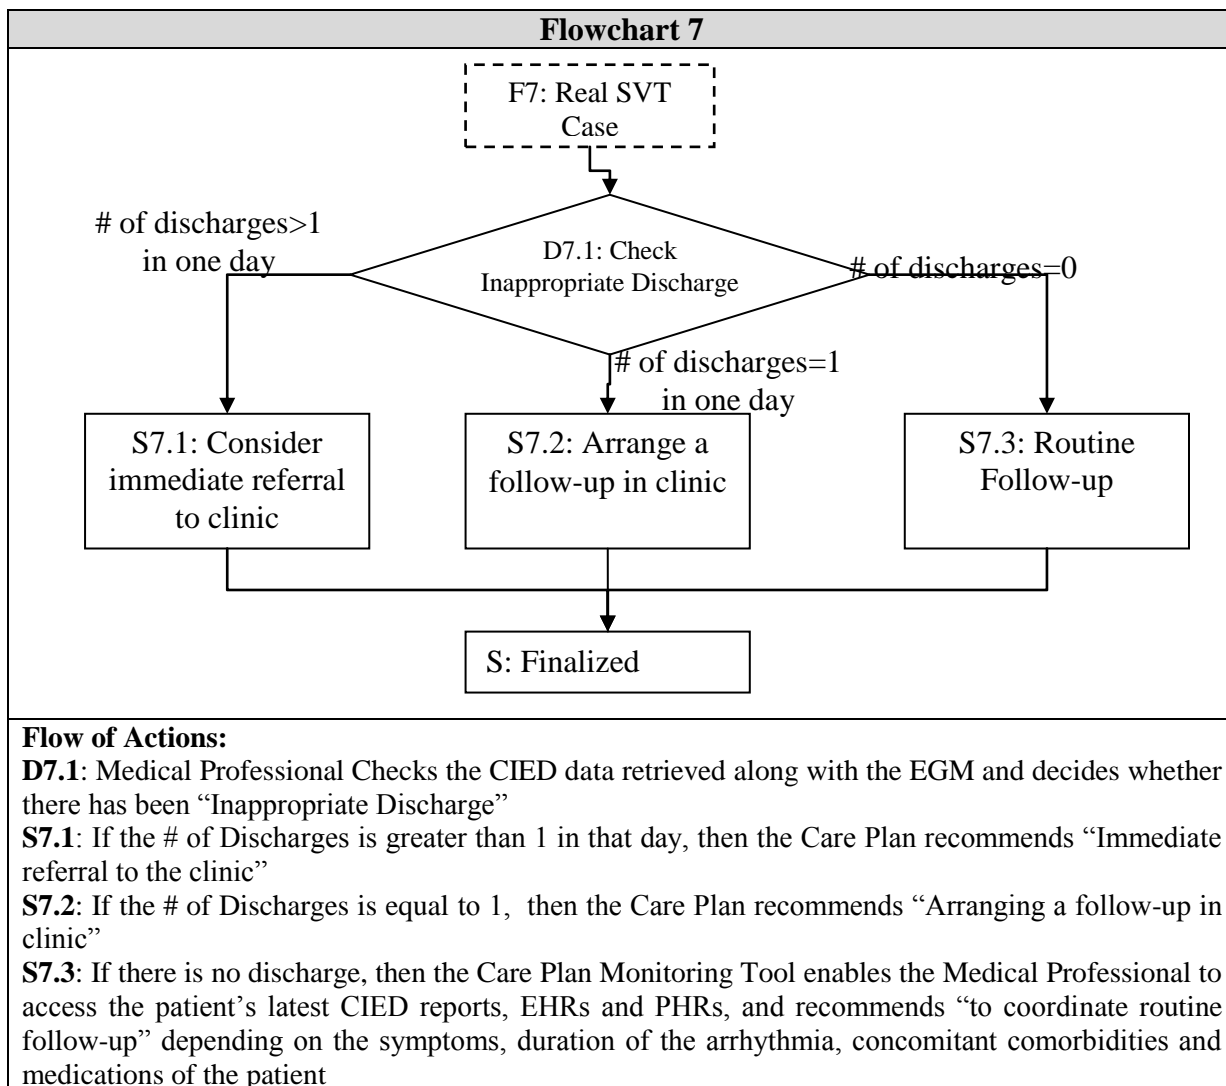 Flowchart 7
F7: Real SVT
Case
# of discharges>1
in one day
D7.1: Check
Inappropriate Discharge
# of discharges=0
# of discharges=1
in one day
S7.1: Consider
immediate referral
to clinic
S7.2: Arrange a
follow-up in clinic
S7.3: Routine
Follow-up
S: Finalized
Flow of Actions:
D7.1: Medical Professional Checks the CIED data retrieved along with the EGM and decides whether
there has been “Inappropriate Discharge”
S7.1: If the # of Discharges is greater than 1 in that day, then the Care Plan recommends “Immediate
referral to the clinic”
S7.2: If the # of Discharges is equal to 1, then the Care Plan recommends “Arranging a follow-up in
clinic”
S7.3: If there is no discharge, then the Care Plan Monitoring Tool enables the Medical Professional to
access the patient’s latest CIED reports, EHRs and PHRs, and recommends “to coordinate routine
follow-up” depending on the symptoms, duration of the arrhythmia, concomitant comorbidities and
medications of the patient